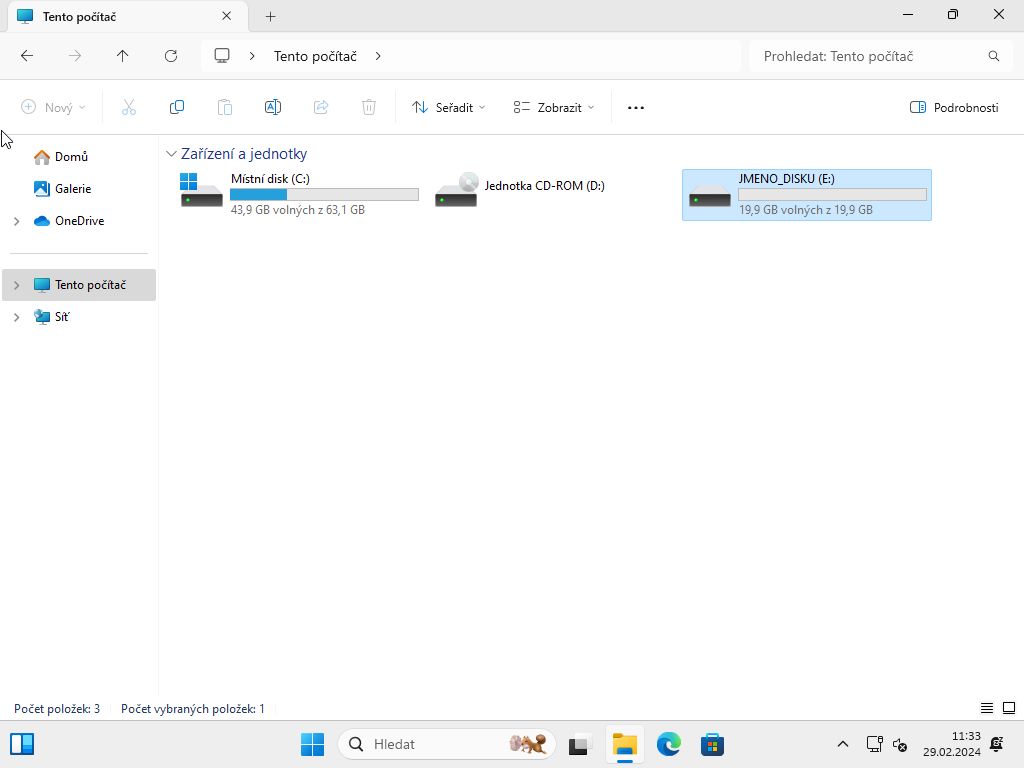 Tento počítač
Tento počítač
Prohledat: Tento počítač
Nový
Seřadit
Zobrazit
Podrobnosti
Domů
Galerie
OneDrive
Tento počítač
Síť
Zařízení a jednotky
Místní disk (C:)
43,9 GB volných z 63,1 GB
Jednotka CD-ROM (D:)
JMENO_DISKU (E:)
19,9 GB volných z 19,9 GB
Počet položek: 3
Počet vybraných položek: 1
Hledat
11:33
29.02.2024